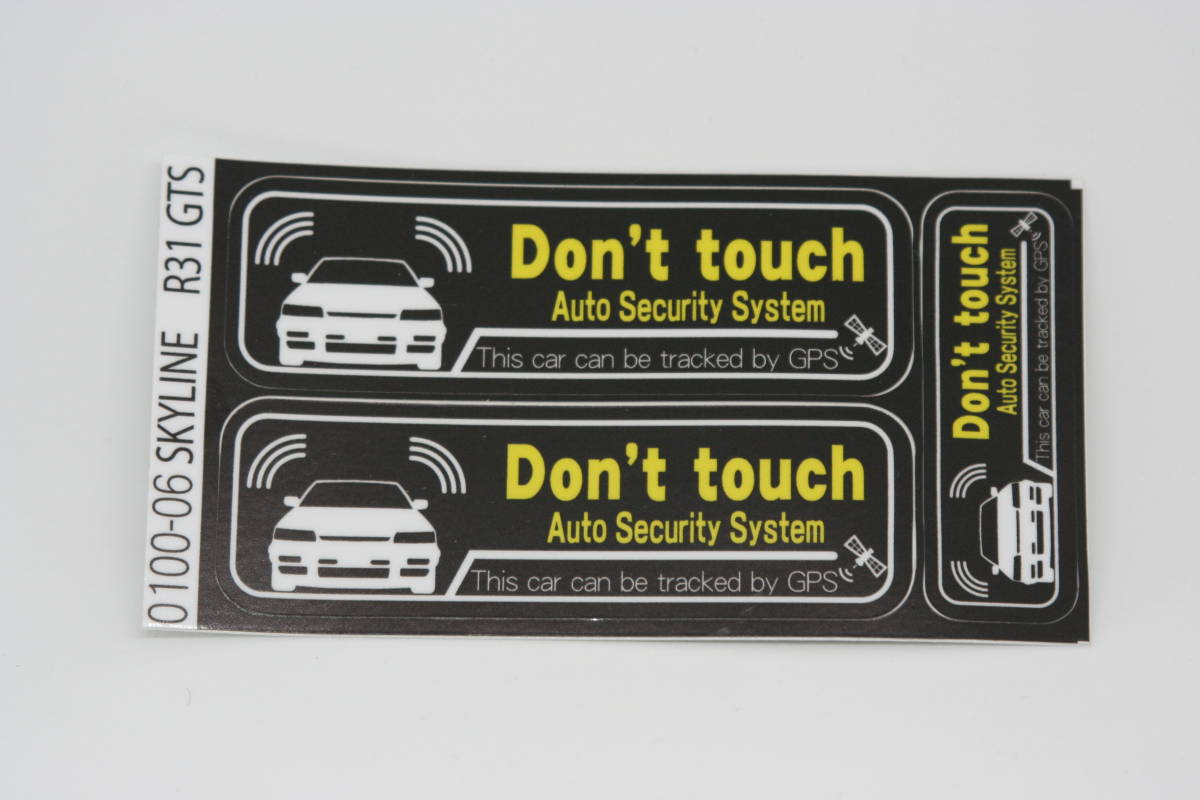 0100-06 SKYLINE R31 GTS
Don't touch
Auto Security System
This car can be tracked by GPS
Don't touch
Auto Security System
This car can be tracked by GPS
Don't touch
Auto Security System
This car can be tracked by GPS